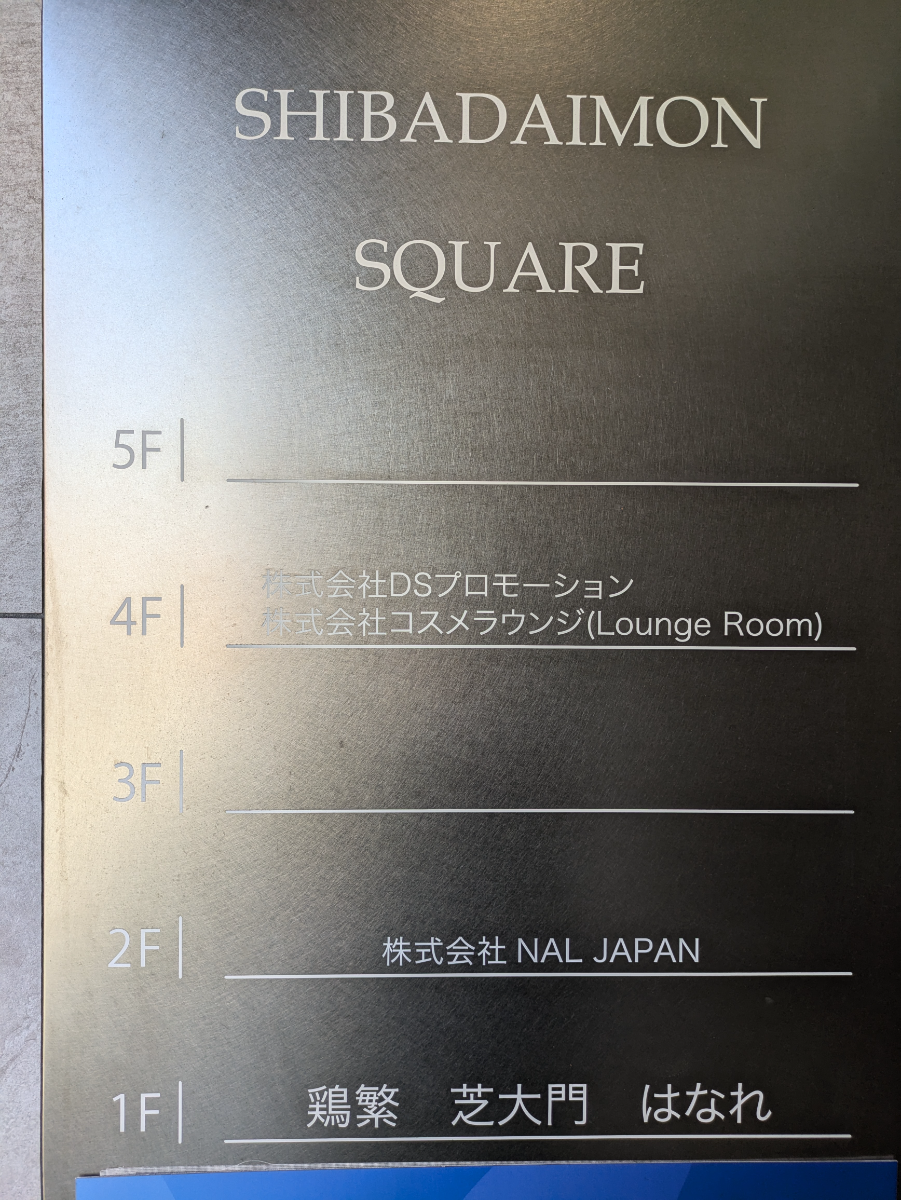 SHIBADAIMON
SQUARE
5F
4F 株式会社DSプロモーション
株式会社コスメラウンジ(Lounge Room)
3F
2F 株式会社 NAL JAPAN
1F 鶏繁 芝大門 はなれ